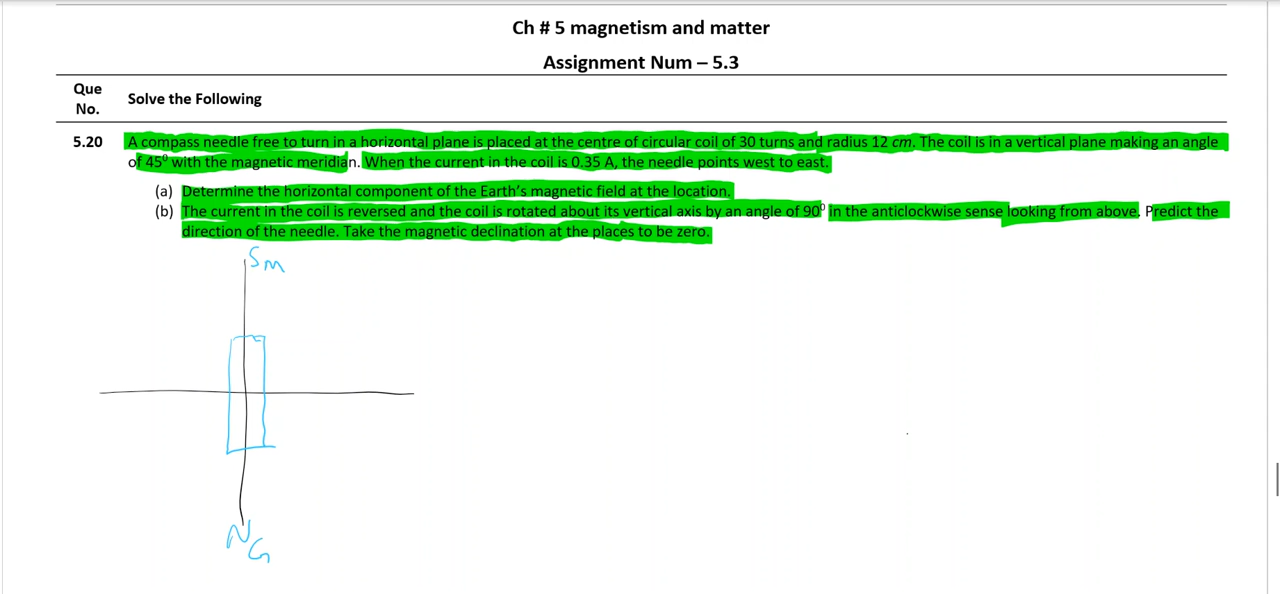 Ch # 5 magnetism and matter
Assignment Num – 5.3
Que No. Solve the Following
5.20 A compass needle free to turn in a horizontal plane is placed at the centre of circular coil of 30 turns and radius 12 cm. The coil is in a vertical plane making an angle
of 45⁰ with the magnetic meridian. When the current in the coil is 0.35 A, the needle points west to east.
(a) Determine the horizontal component of the Earth’s magnetic field at the location.
(b) The current in the coil is reversed and the coil is rotated about its vertical axis by an angle of 90⁰ in the anticlockwise sense looking from above. Predict the
direction of the needle. Take the magnetic declination at the places to be zero.
SM
NG